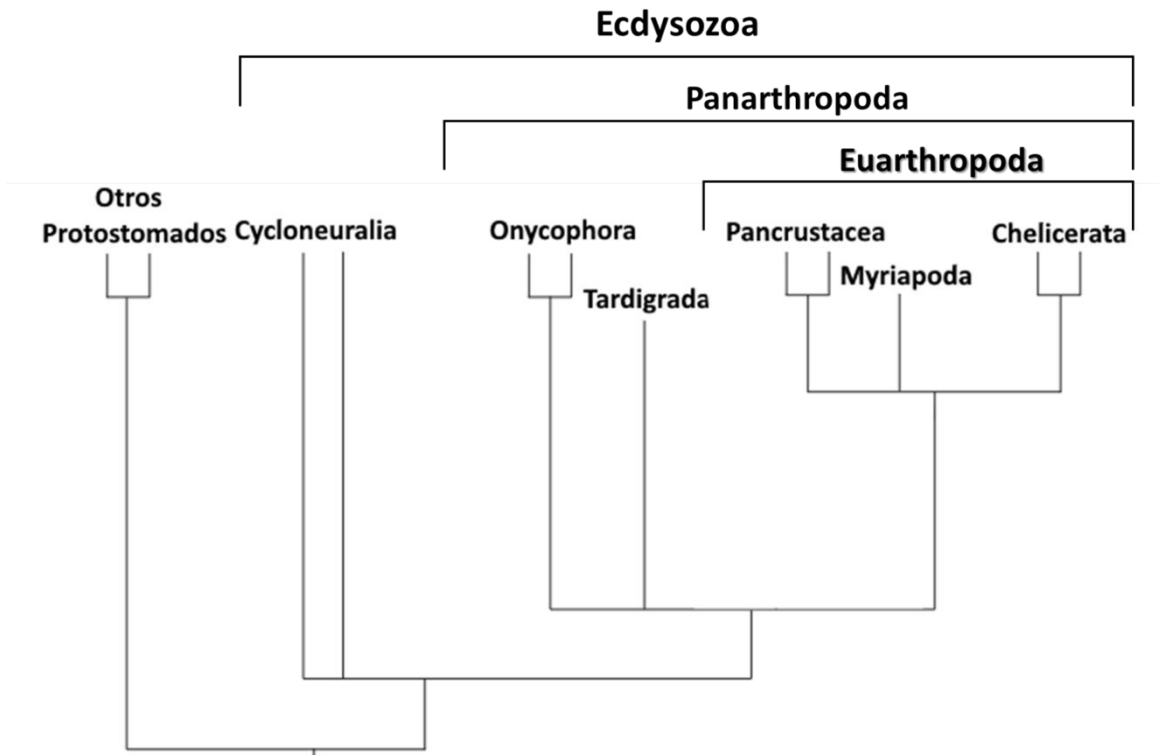 Ecdysozoa
Panarthropoda
Euarthropoda
Otros
Protostomados
Cycloneuralia
Onycophora
Tardigrada
Pancrustacea
Myriapoda
Chelicerata